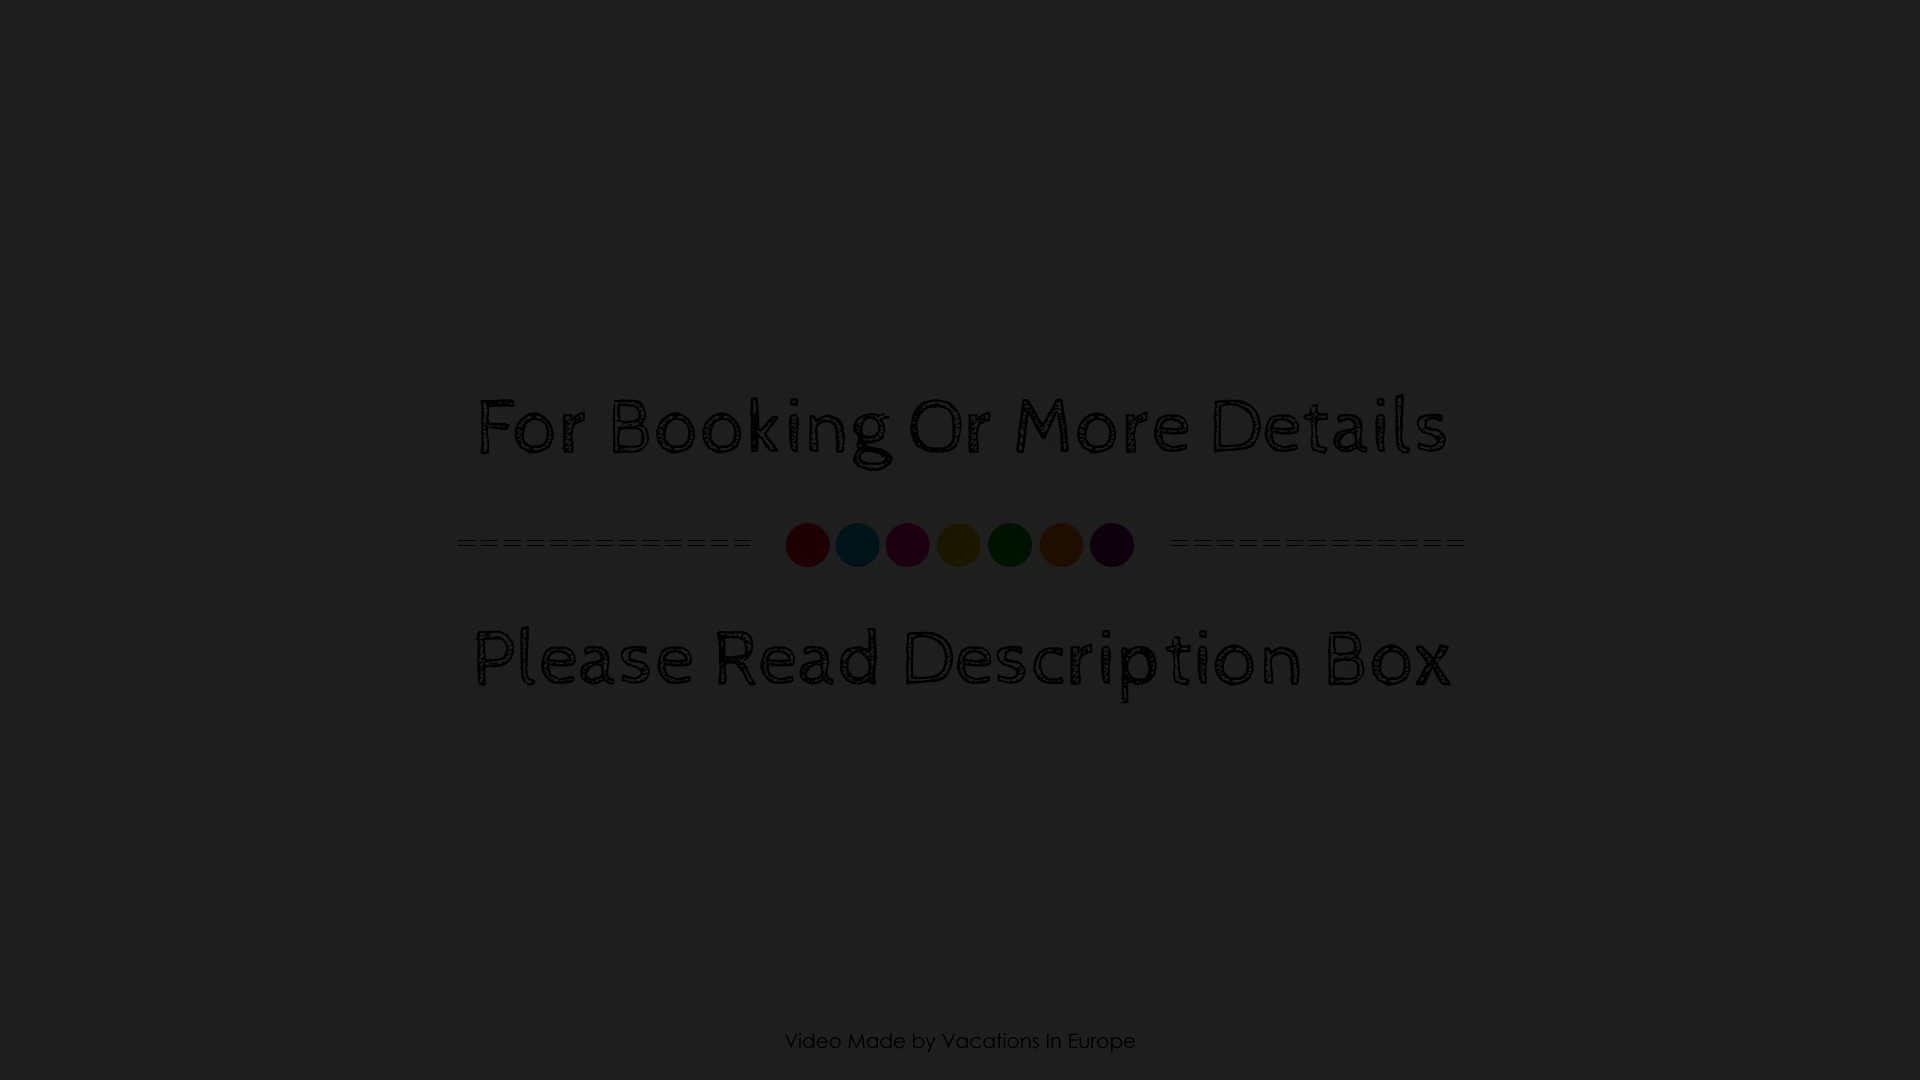 For Booking Or More Details
============= =============
Please Read Description Box
Video Made by Vacations In Europe